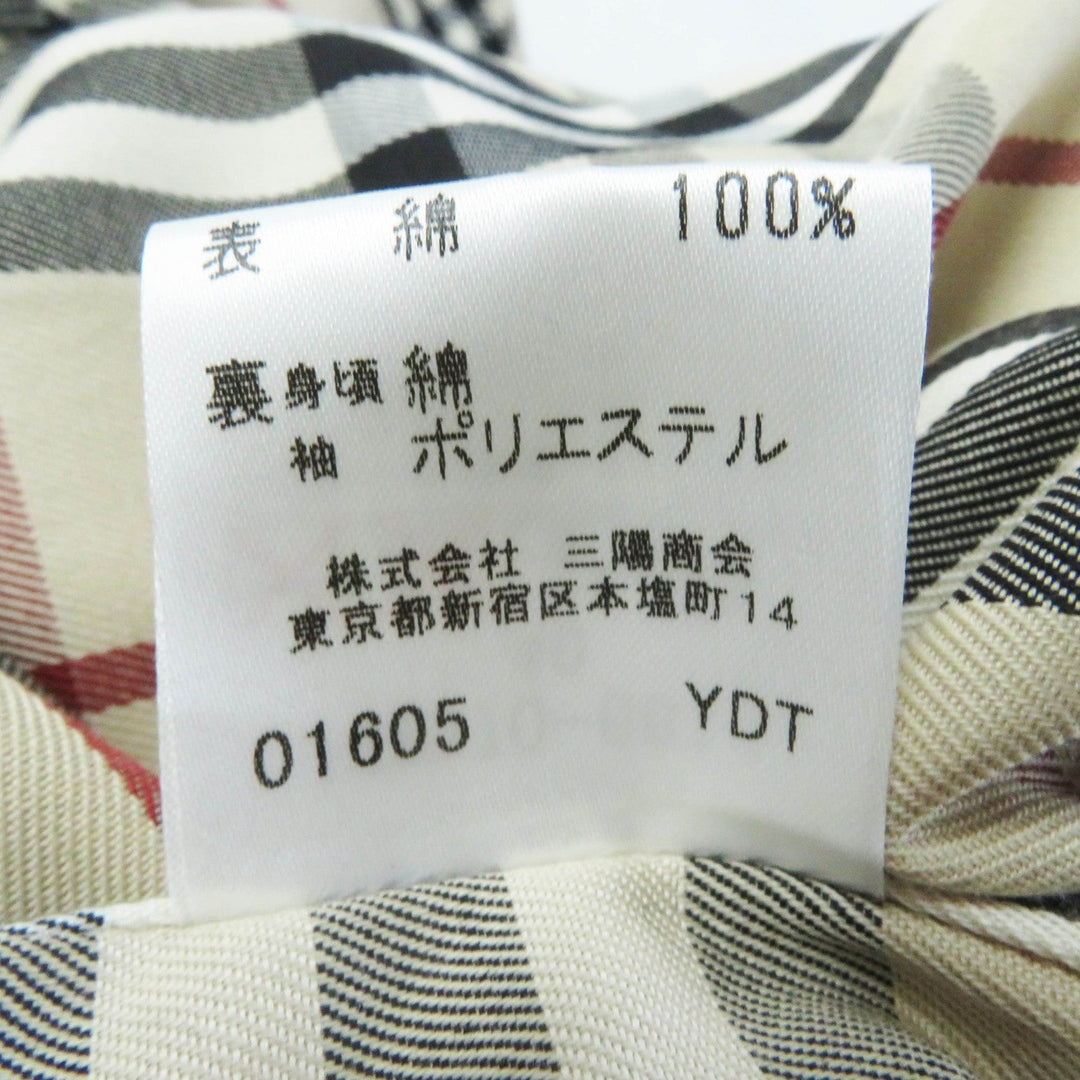 表 綿 100%
裏 身頃 綿
袖 ポリエステル
株式会社 三陽商会
東京都新宿区本塩町14
01605 YDT